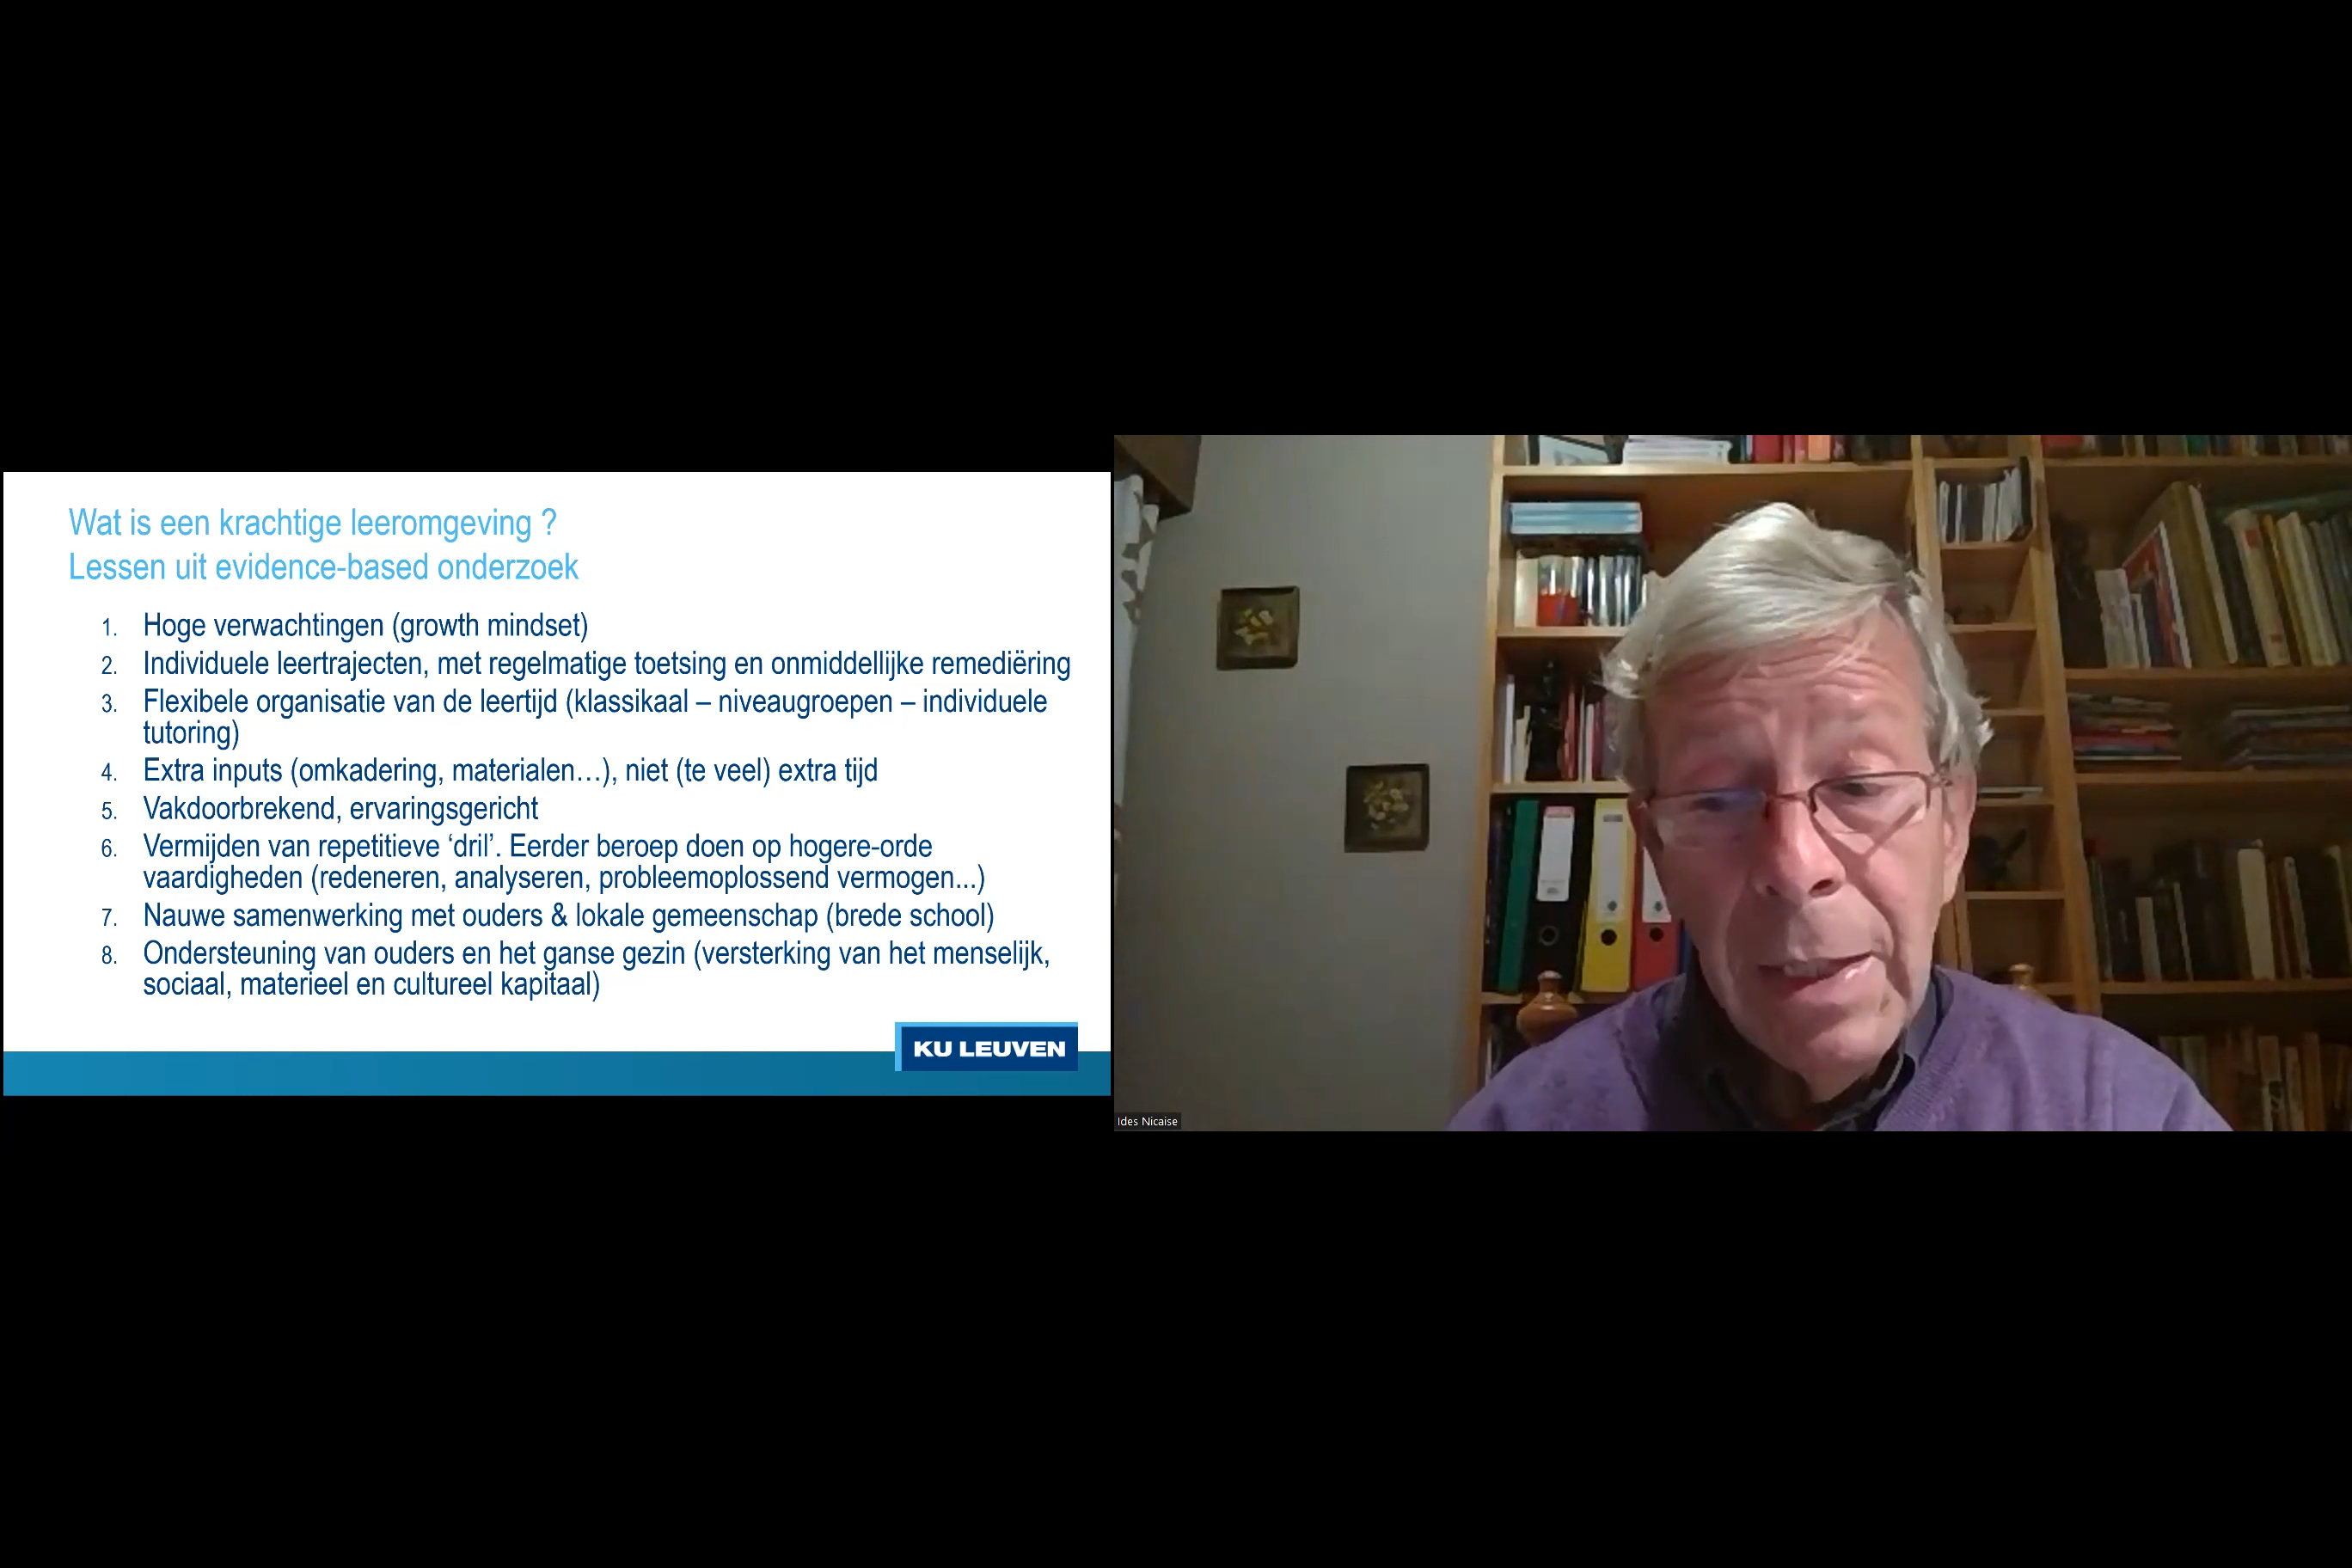 Wat is een krachtige leeromgeving ?
Lessen uit evidence-based onderzoek
1. Hoge verwachtingen (growth mindset)
2. Individuele leertrajecten, met regelmatige toetsing en onmiddellijke remediëring
3. Flexibele organisatie van de leertijd (klassikaal – niveaugroepen – individuele
tutoring)
4. Extra inputs (omkadering, materialen…), niet (te veel) extra tijd
5. Vakdoorbrekend, ervaringsgericht
6. Vermijden van repetitieve ‘dril’. Eerder beroep doen op hogere-orde
vaardigheden (redeneren, analyseren, probleemoplossend vermogen...)
7. Nauwe samenwerking met ouders & lokale gemeenschap (brede school)
8. Ondersteuning van ouders en het ganse gezin (versterking van het menselijk,
sociaal, materieel en cultureel kapitaal)
KU LEUVEN
Ides Nicaise